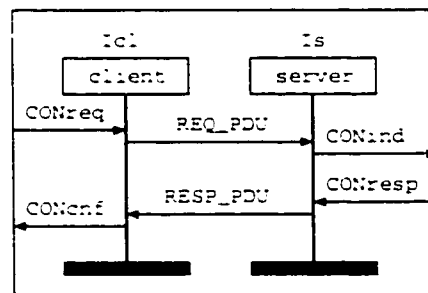 Icl Is
client server
CONreq REQ_PDU
CONind
RESP_PDU CONresp
CONcnf